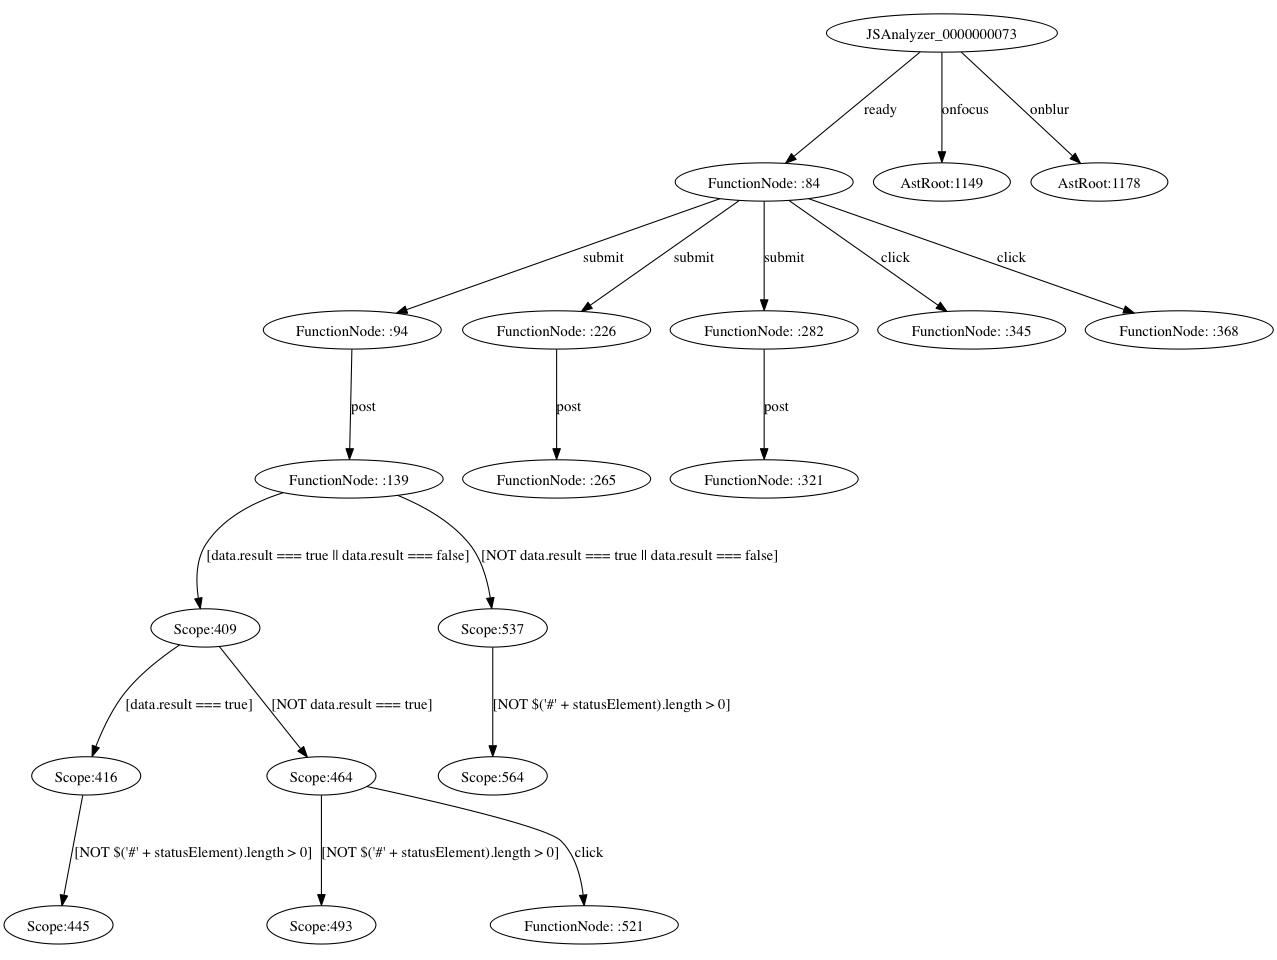 JSAnalyzer_0000000073
ready
onfocus
onblur
FunctionNode: :84
AstRoot:1149
AstRoot:1178
submit
submit
submit
click
click
FunctionNode: :94
FunctionNode: :226
FunctionNode: :282
FunctionNode: :345
FunctionNode: :368
post
post
post
FunctionNode: :139
FunctionNode: :265
FunctionNode: :321
[data.result === true || data.result === false]
[NOT data.result === true || data.result === false]
Scope:409
Scope:537
[data.result === true]
[NOT data.result === true]
[NOT $('#' + statusElement).length > 0]
Scope:416
Scope:464
Scope:564
[NOT $('#' + statusElement).length > 0]
[NOT $('#' + statusElement).length > 0]
click
Scope:445
Scope:493
FunctionNode: :521